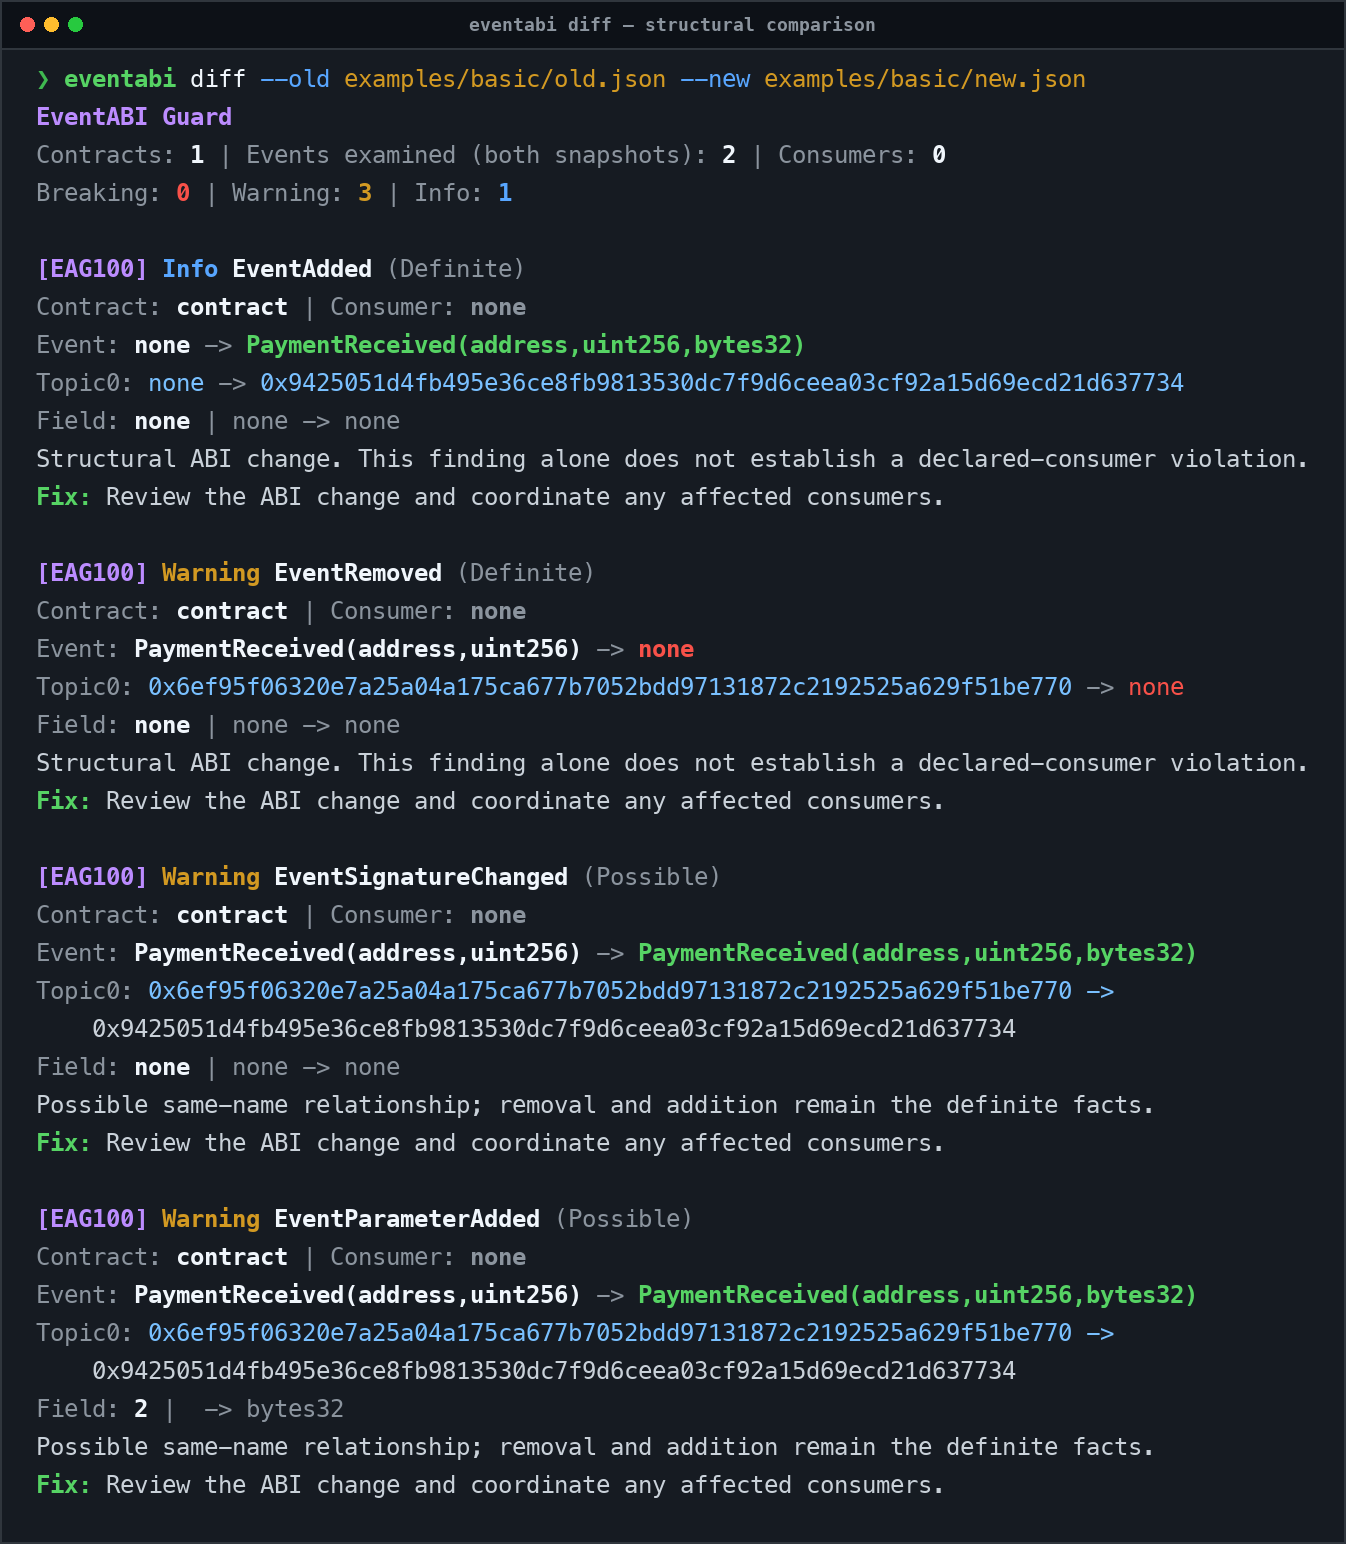 eventabi diff — structural comparison
❯ eventabi diff --old examples/basic/old.json --new examples/basic/new.json
EventABI Guard
Contracts: 1 | Events examined (both snapshots): 2 | Consumers: 0
Breaking: 0 | Warning: 3 | Info: 1
[EAG100] Info EventAdded (Definite)
Contract: contract | Consumer: none
Event: none -> PaymentReceived(address,uint256,bytes32)
Topic0: none -> 0x9425051d4fb495e36ce8fb9813530dc7f9d6ceea03cf92a15d69ecd21d637734
Field: none | none -> none
Structural ABI change. This finding alone does not establish a declared-consumer violation.
Fix: Review the ABI change and coordinate any affected consumers.
[EAG100] Warning EventRemoved (Definite)
Contract: contract | Consumer: none
Event: PaymentReceived(address,uint256) -> none
Topic0: 0x6ef95f06320e7a25a04a175ca677b7052bdd97131872c2192525a629f51be770 -> none
Field: none | none -> none
Structural ABI change. This finding alone does not establish a declared-consumer violation.
Fix: Review the ABI change and coordinate any affected consumers.
[EAG100] Warning EventSignatureChanged (Possible)
Contract: contract | Consumer: none
Event: PaymentReceived(address,uint256) -> PaymentReceived(address,uint256,bytes32)
Topic0: 0x6ef95f06320e7a25a04a175ca677b7052bdd97131872c2192525a629f51be770 ->
0x9425051d4fb495e36ce8fb9813530dc7f9d6ceea03cf92a15d69ecd21d637734
Field: none | none -> none
Possible same-name relationship; removal and addition remain the definite facts.
Fix: Review the ABI change and coordinate any affected consumers.
[EAG100] Warning EventParameterAdded (Possible)
Contract: contract | Consumer: none
Event: PaymentReceived(address,uint256) -> PaymentReceived(address,uint256,bytes32)
Topic0: 0x6ef95f06320e7a25a04a175ca677b7052bdd97131872c2192525a629f51be770 ->
0x9425051d4fb495e36ce8fb9813530dc7f9d6ceea03cf92a15d69ecd21d637734
Field: 2 |  -> bytes32
Possible same-name relationship; removal and addition remain the definite facts.
Fix: Review the ABI change and coordinate any affected consumers.